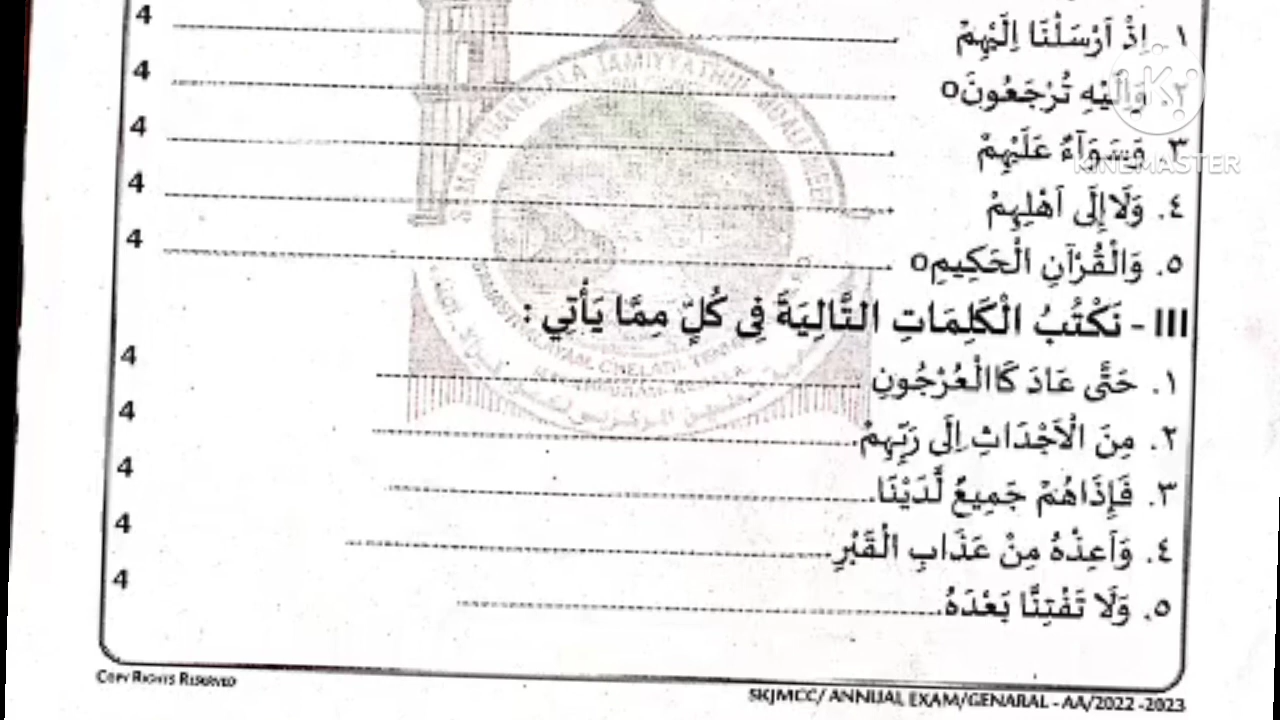 ١. اِذْ اَرْسَلْنَا اِلَيْهِمْ ........ 4
٢. وَاِلَيْهِ تُرْجَعُونَo ........ 4
KINEMASTER
٣. وَسَوَآءٌ عَلَيْهِمْ ........ 4
٤. وَلَا اِلَى اَهْلِهِمْ ........ 4
٥. وَالْقُرْآنِ الْحَكِيمِo ........ 4
III - نَكْتُبُ الْكَلِمَاتِ التَّالِيَةَ فِى كُلٍّ مِمَّا يَأْتِي :
١. حَتَّى عَادَ كَاالْعُرْجُونِ ........ 4
٢. مِنَ الْاَجْدَاثِ اِلَى رَبِّهِمْ ........ 4
٣. فَاِذَاهُمْ جَمِيعٌ لَّدَيْنَا ........ 4
٤. وَاَعِذْهُ مِنْ عَذَابِ الْقَبْرِ ........ 4
٥. وَلَا تَفْتِنَّا بَعْدَهُ ........ 4
COPY RIGHTS RESERVED
SKJMCC/ ANNUAL EXAM/GENARAL - AA/2022 -2023